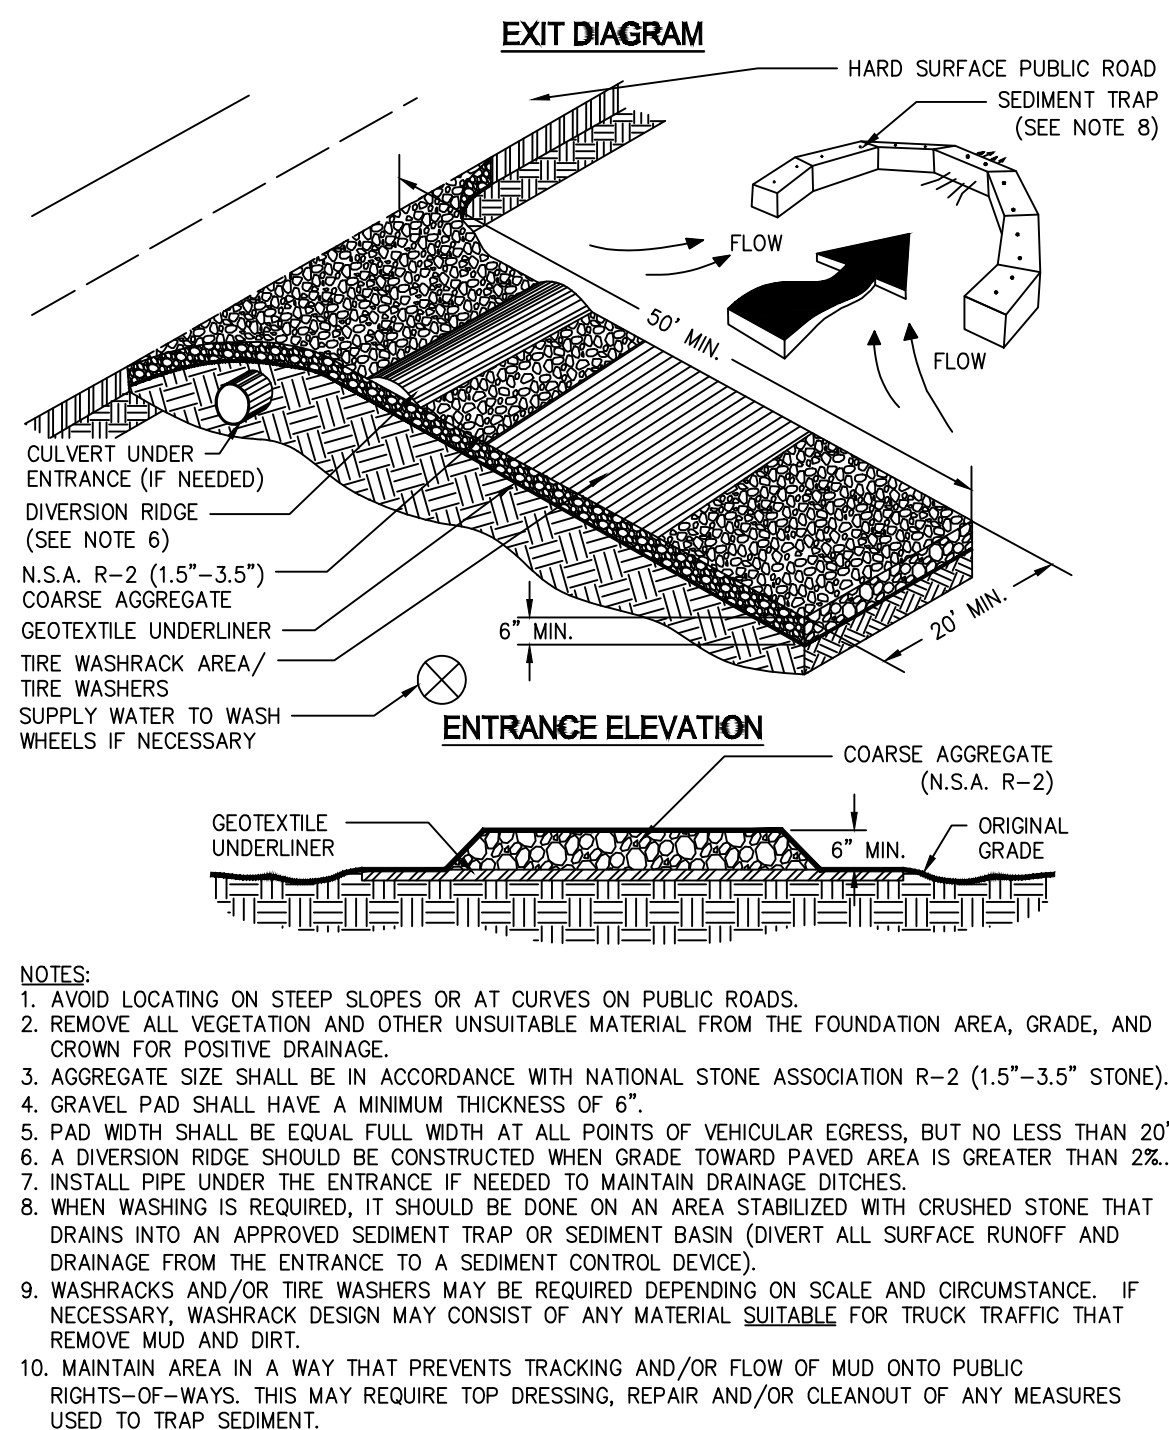 EXIT DIAGRAM
HARD SURFACE PUBLIC ROAD
SEDIMENT TRAP
(SEE NOTE 8)
FLOW
50' MIN.
FLOW
CULVERT UNDER
ENTRANCE (IF NEEDED)
DIVERSION RIDGE
(SEE NOTE 6)
N.S.A. R-2 (1.5"-3.5")
COARSE AGGREGATE
GEOTEXTILE UNDERLINER
6" MIN.
20' MIN.
TIRE WASHRACK AREA/
TIRE WASHERS
SUPPLY WATER TO WASH
WHEELS IF NECESSARY
ENTRANCE ELEVATION
COARSE AGGREGATE
(N.S.A. R-2)
GEOTEXTILE
UNDERLINER
6" MIN.
ORIGINAL
GRADE
NOTES:
1. AVOID LOCATING ON STEEP SLOPES OR AT CURVES ON PUBLIC ROADS.
2. REMOVE ALL VEGETATION AND OTHER UNSUITABLE MATERIAL FROM THE FOUNDATION AREA, GRADE, AND
CROWN FOR POSITIVE DRAINAGE.
3. AGGREGATE SIZE SHALL BE IN ACCORDANCE WITH NATIONAL STONE ASSOCIATION R-2 (1.5"-3.5" STONE).
4. GRAVEL PAD SHALL HAVE A MINIMUM THICKNESS OF 6".
5. PAD WIDTH SHALL BE EQUAL FULL WIDTH AT ALL POINTS OF VEHICULAR EGRESS, BUT NO LESS THAN 20'
6. A DIVERSION RIDGE SHOULD BE CONSTRUCTED WHEN GRADE TOWARD PAVED AREA IS GREATER THAN 2%..
7. INSTALL PIPE UNDER THE ENTRANCE IF NEEDED TO MAINTAIN DRAINAGE DITCHES.
8. WHEN WASHING IS REQUIRED, IT SHOULD BE DONE ON AN AREA STABILIZED WITH CRUSHED STONE THAT
DRAINS INTO AN APPROVED SEDIMENT TRAP OR SEDIMENT BASIN (DIVERT ALL SURFACE RUNOFF AND
DRAINAGE FROM THE ENTRANCE TO A SEDIMENT CONTROL DEVICE).
9. WASHRACKS AND/OR TIRE WASHERS MAY BE REQUIRED DEPENDING ON SCALE AND CIRCUMSTANCE. IF
NECESSARY, WASHRACK DESIGN MAY CONSIST OF ANY MATERIAL SUITABLE FOR TRUCK TRAFFIC THAT
REMOVE MUD AND DIRT.
10. MAINTAIN AREA IN A WAY THAT PREVENTS TRACKING AND/OR FLOW OF MUD ONTO PUBLIC
RIGHTS-OF-WAYS. THIS MAY REQUIRE TOP DRESSING, REPAIR AND/OR CLEANOUT OF ANY MEASURES
USED TO TRAP SEDIMENT.